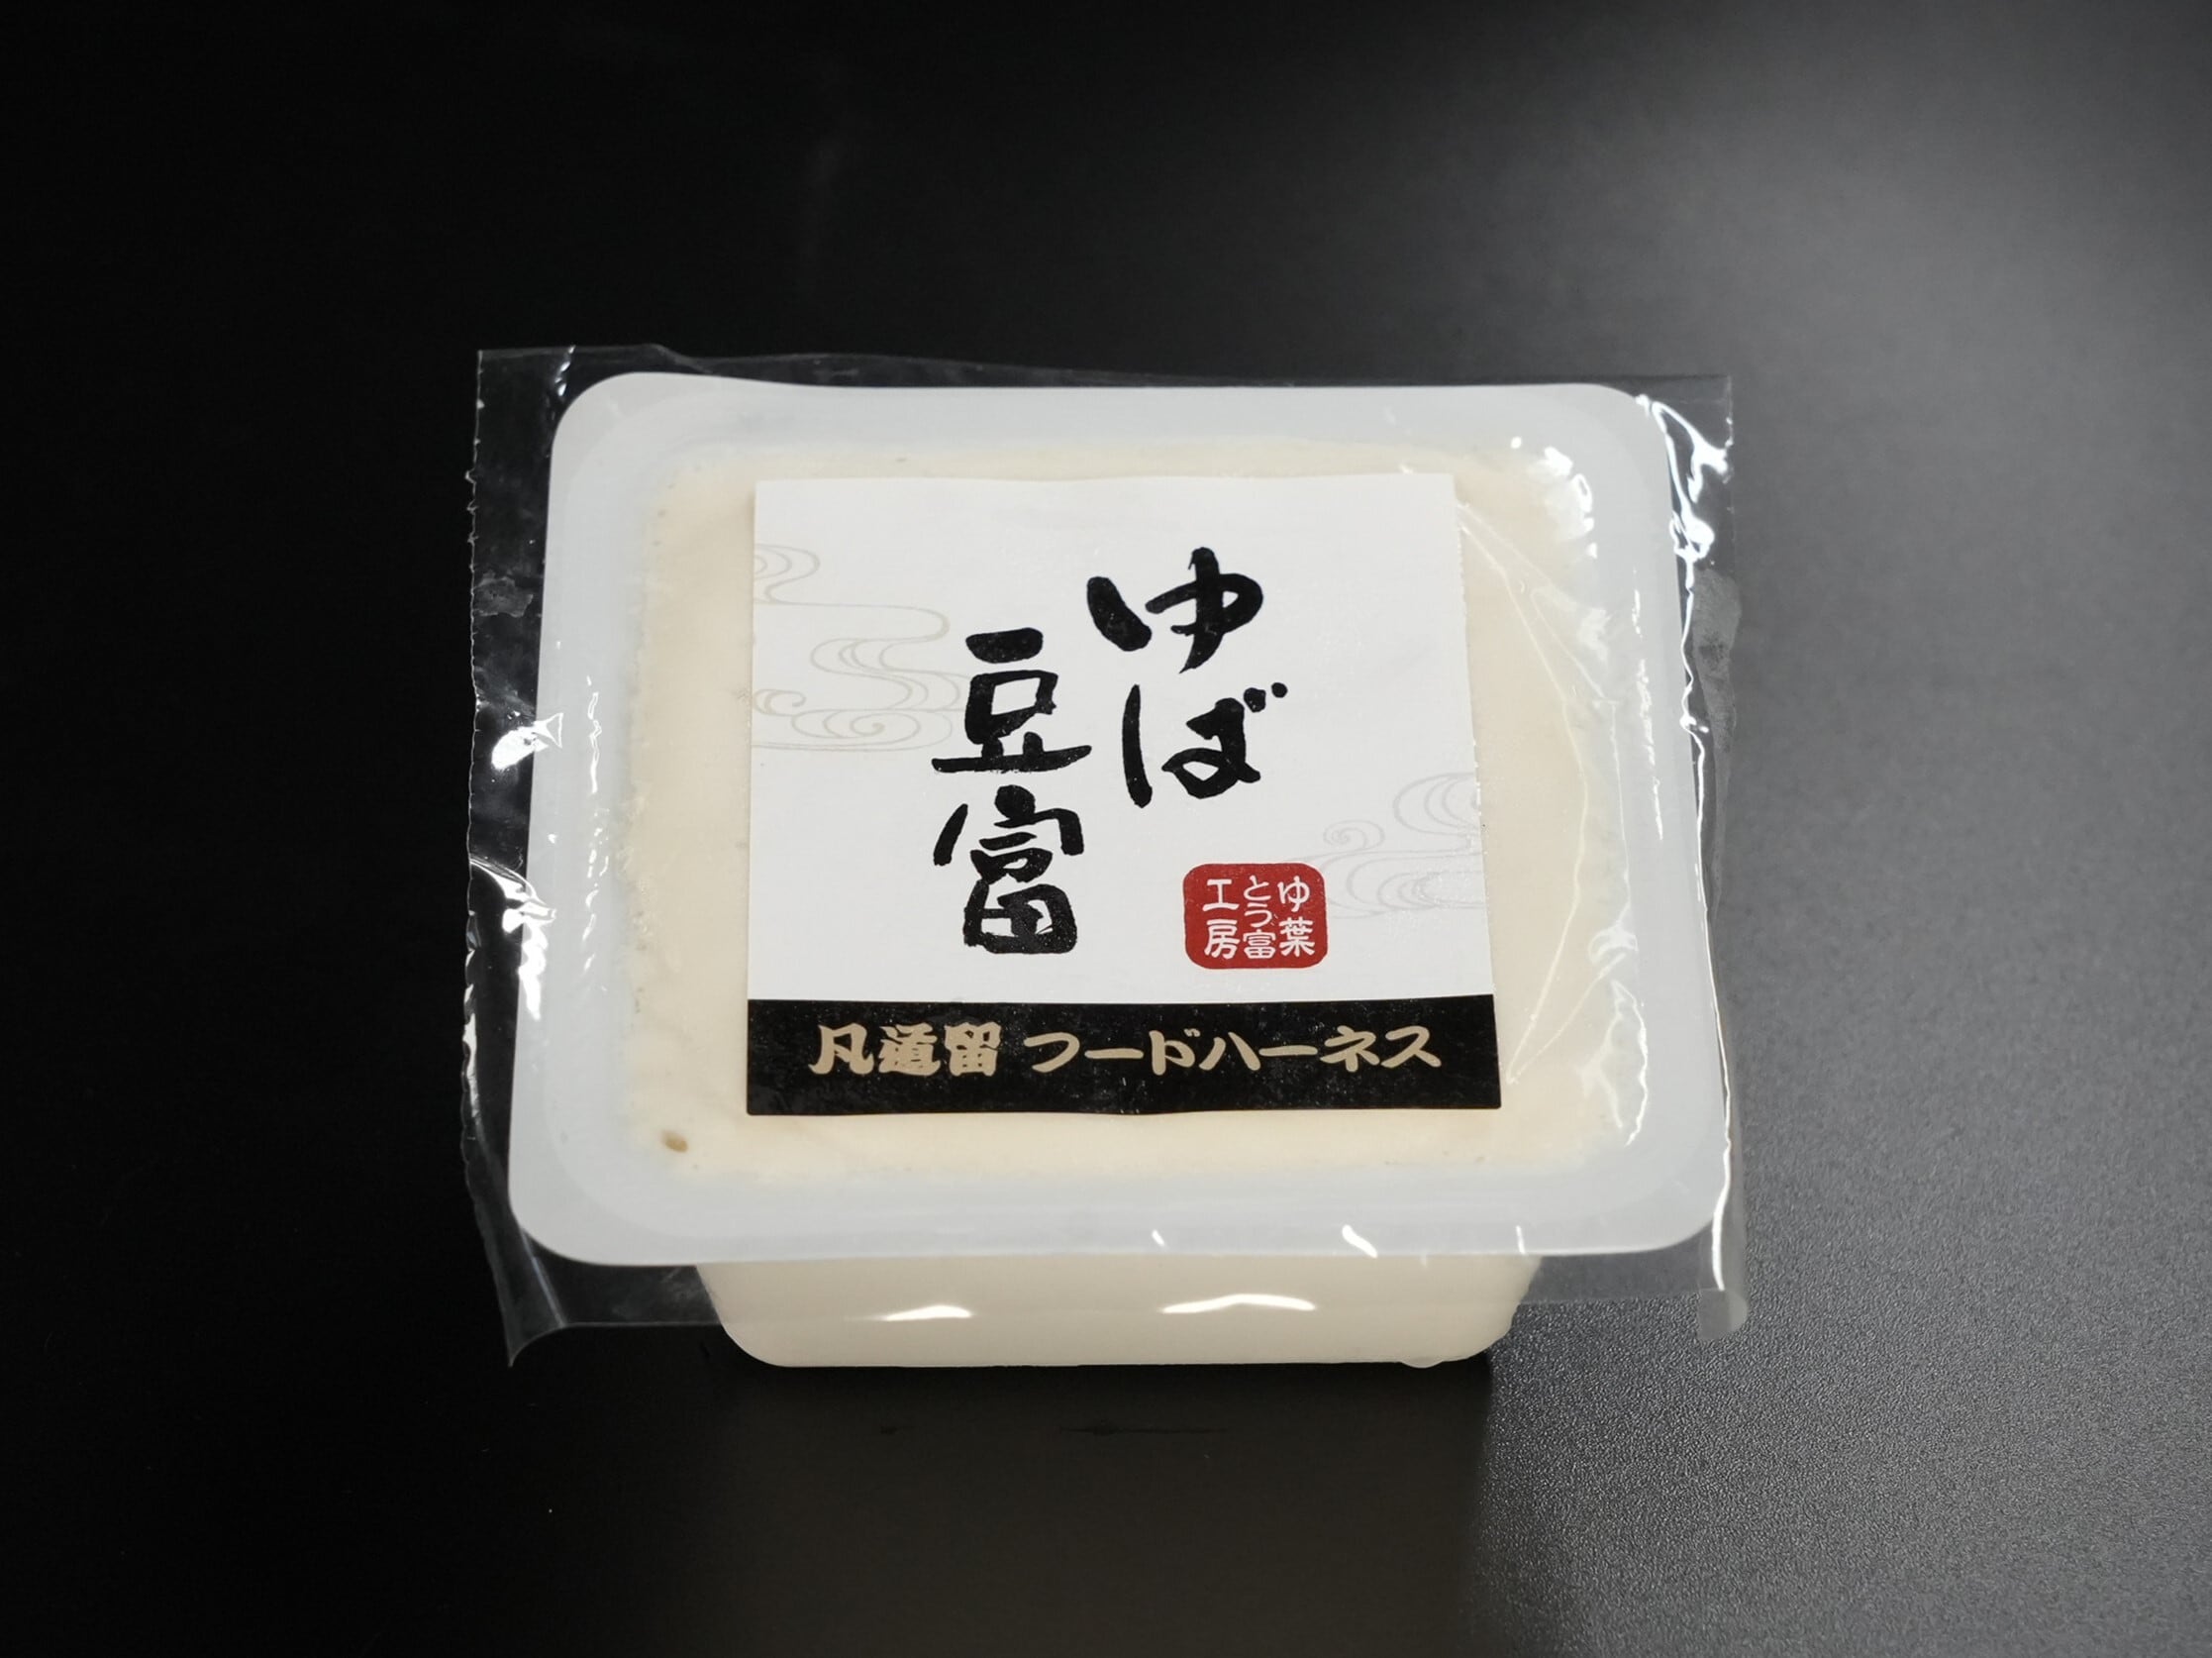 ゆば
豆富
ゆ葉
とう富
工房
凡道留 フードハーネス